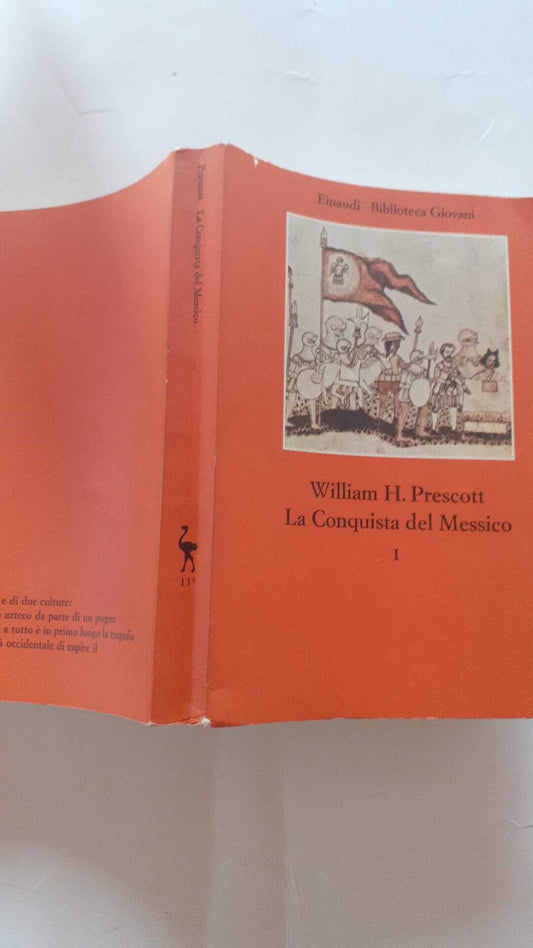 Einaudi Biblioteca Giovani
William H. Prescott
La Conquista del Messico
I
Prescott La Conquista del Messico
13*
e di due culture:
azteco da parte di un pugno
a tutto è in primo luogo la tragedia
occidentale di capire il